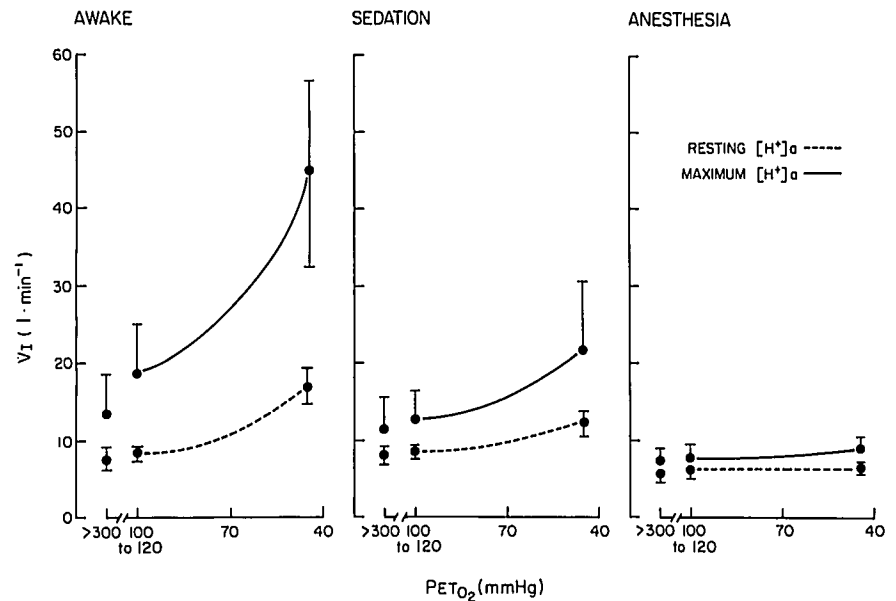 AWAKE
SEDATION
ANESTHESIA
60
50
40
30
20
10
0
V̇I (l·min⁻¹)
RESTING [H⁺]a
MAXIMUM [H⁺]a
>300 100 to 120 70 40
>300 100 to 120 70 40
>300 100 to 120 70 40
PETO₂ (mmHg)